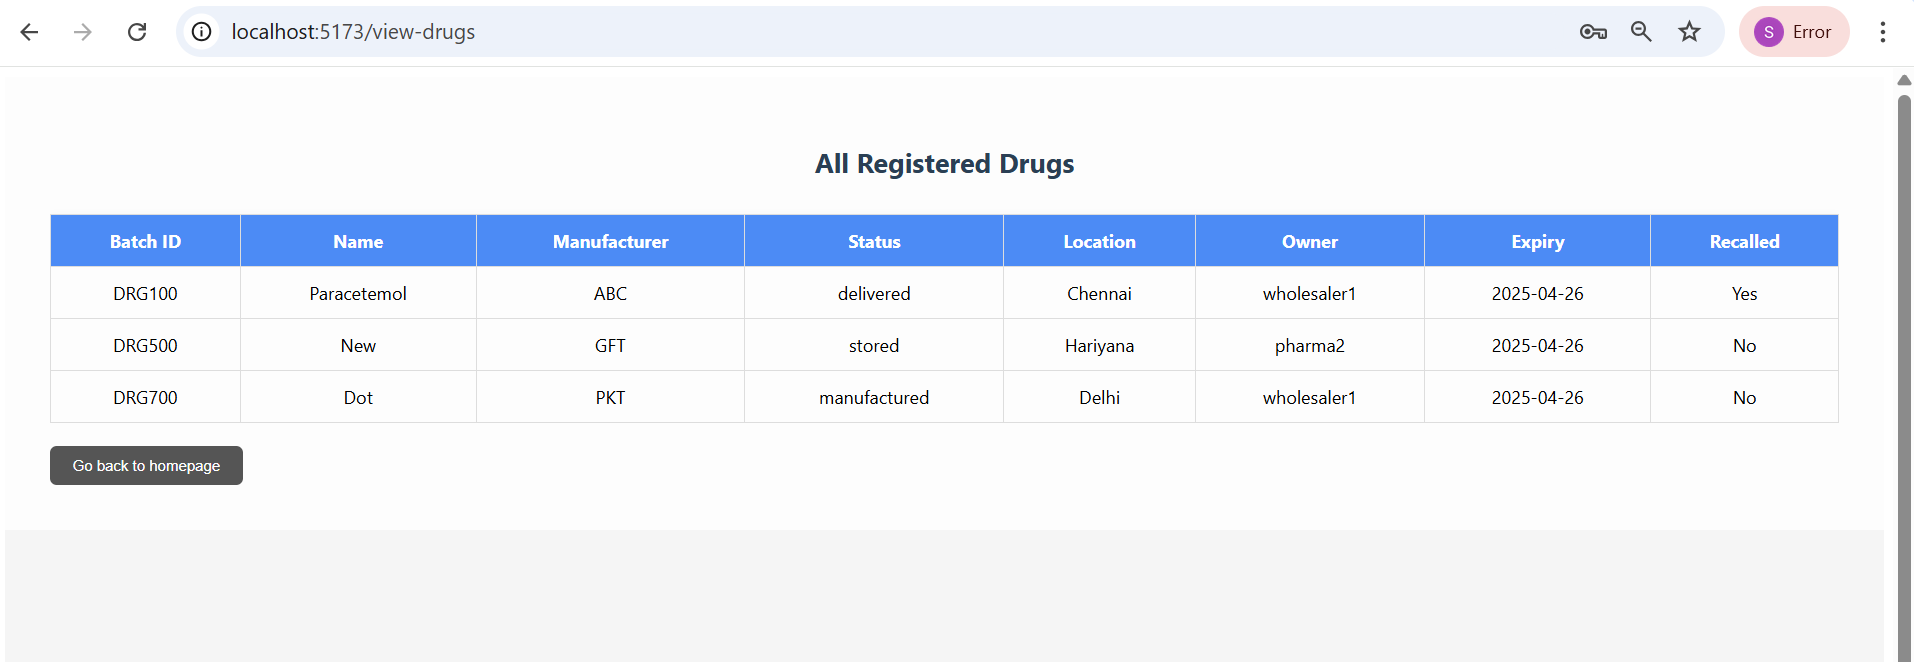 localhost:5173/view-drugs
S Error
All Registered Drugs
Batch ID Name Manufacturer Status Location Owner Expiry Recalled
DRG100 Paracetemol ABC delivered Chennai wholesaler1 2025-04-26 Yes
DRG500 New GFT stored Hariyana pharma2 2025-04-26 No
DRG700 Dot PKT manufactured Delhi wholesaler1 2025-04-26 No
Go back to homepage